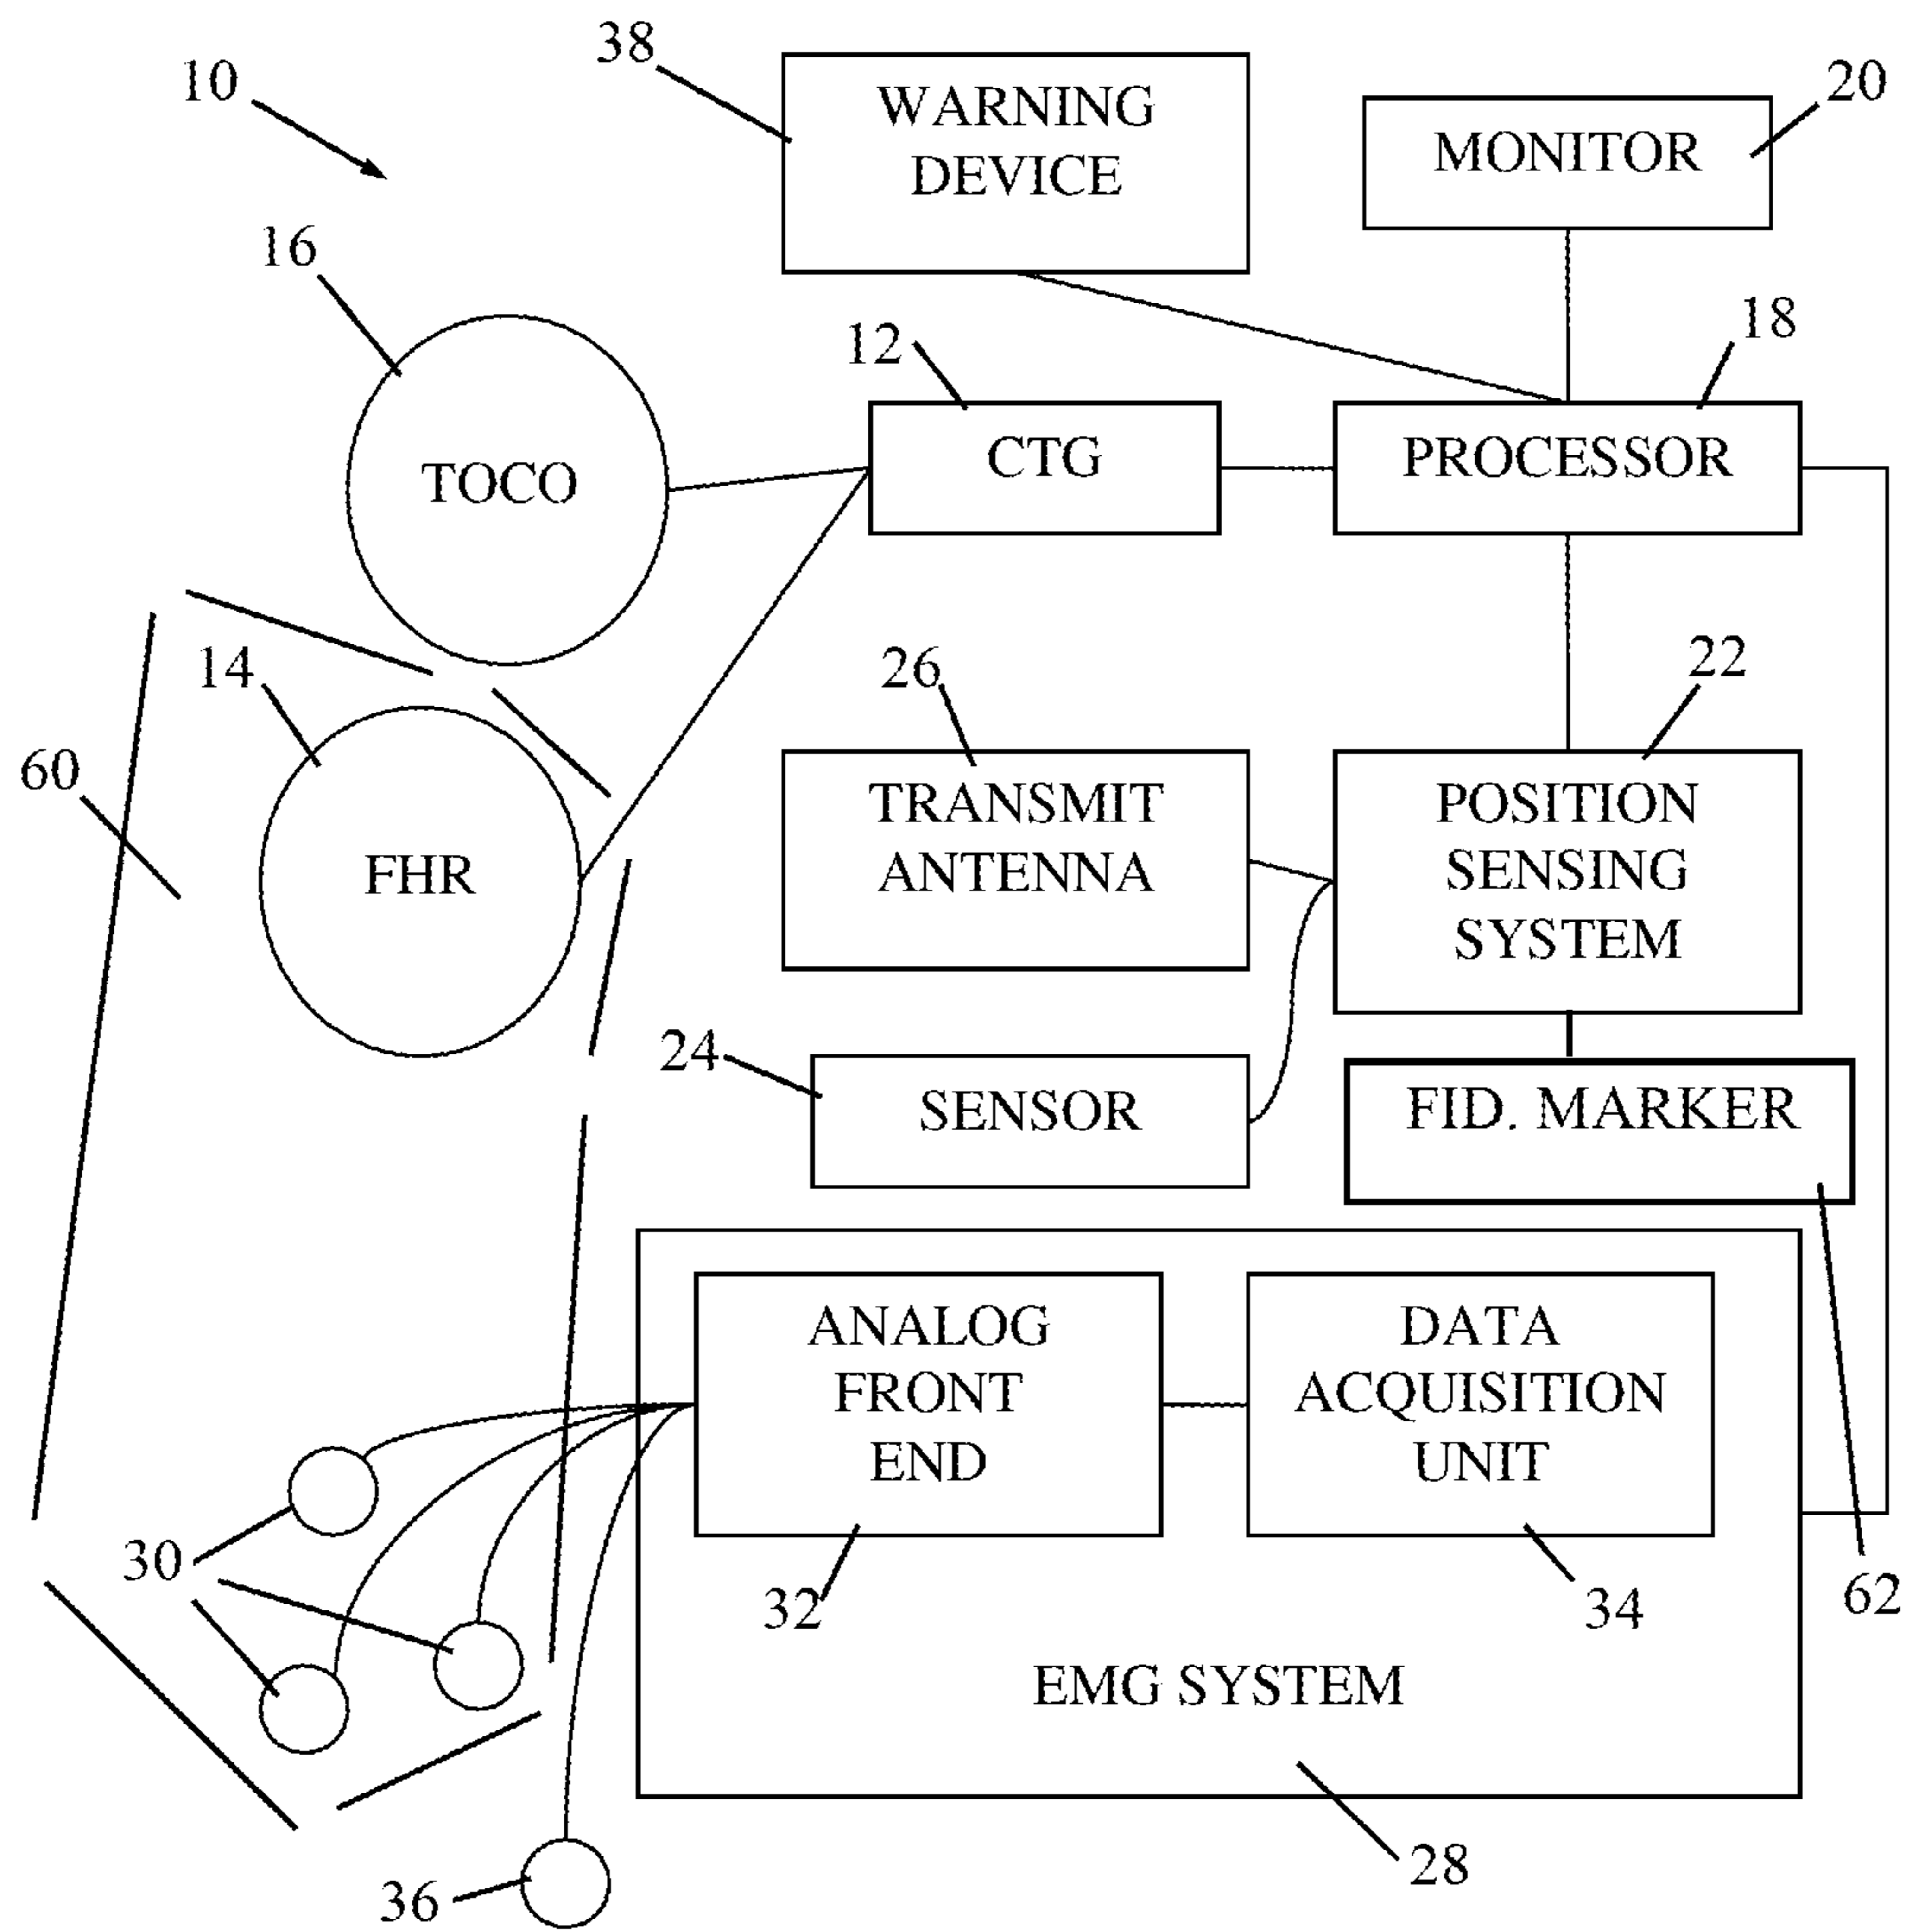 38
10
WARNING
DEVICE
20
MONITOR
16
18
12
TOCO
CTG
PROCESSOR
14
26
22
60
FHR
TRANSMIT
ANTENNA
POSITION
SENSING
SYSTEM
24
SENSOR
FID. MARKER
ANALOG
FRONT
END
DATA
ACQUISITION
UNIT
30
32
34
62
EMG SYSTEM
28
36